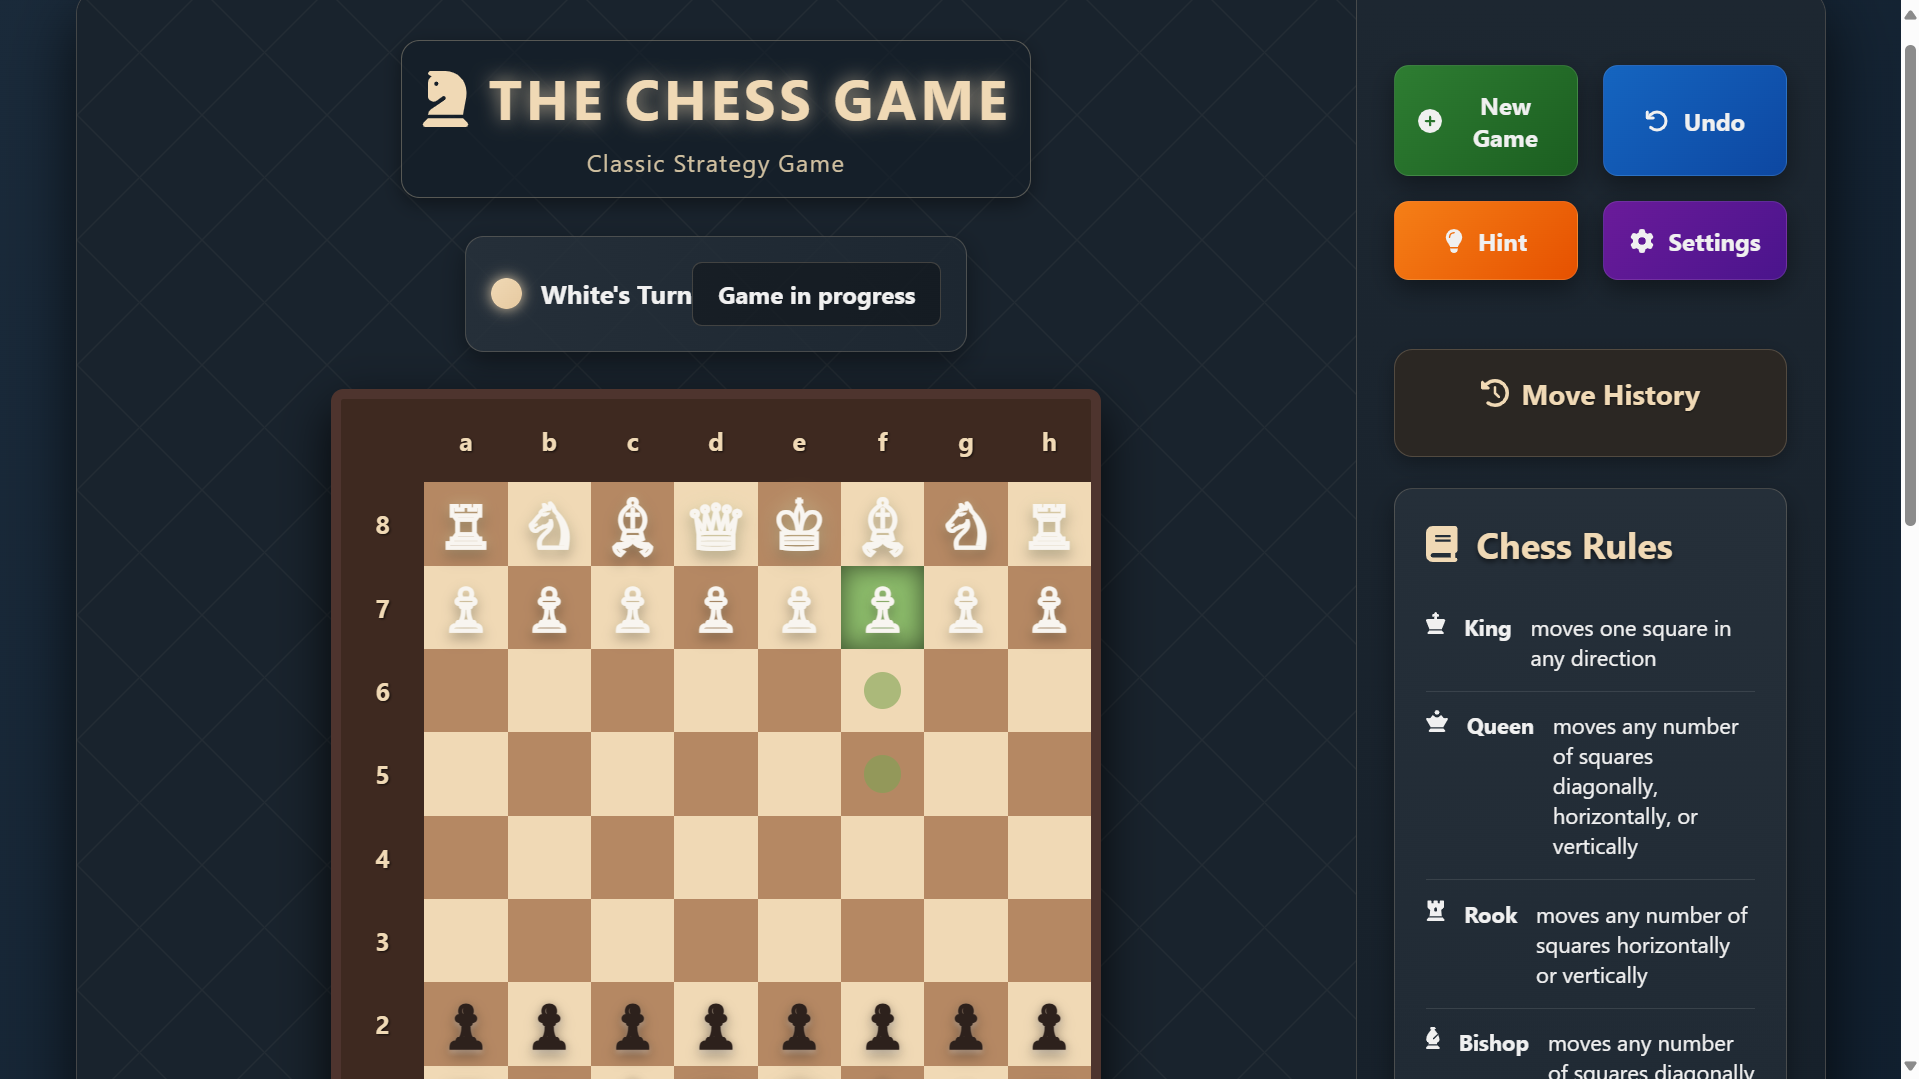 THE CHESS GAME
Classic Strategy Game
White's Turn
Game in progress
a b c d e f g h
8
7
6
5
4
3
2
New
Game
Undo
Hint
Settings
Move History
Chess Rules
King moves one square in
any direction
Queen moves any number
of squares
diagonally,
horizontally, or
vertically
Rook moves any number of
squares horizontally
or vertically
Bishop moves any number
of squares diagonally